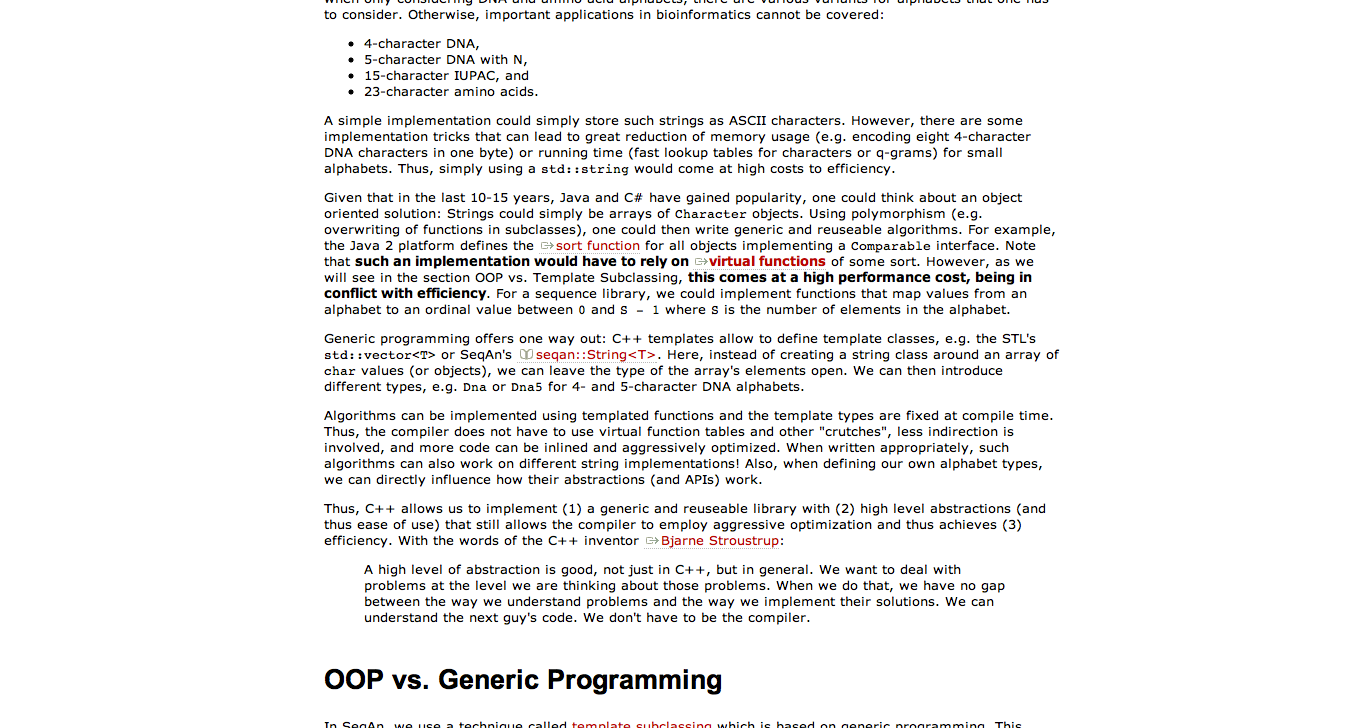 when only considering DNA and amino acid alphabets, there are various variants for alphabets that one has
to consider. Otherwise, important applications in bioinformatics cannot be covered:
• 4-character DNA,
• 5-character DNA with N,
• 15-character IUPAC, and
• 23-character amino acids.
A simple implementation could simply store such strings as ASCII characters. However, there are some
implementation tricks that can lead to great reduction of memory usage (e.g. encoding eight 4-character
DNA characters in one byte) or running time (fast lookup tables for characters or q-grams) for small
alphabets. Thus, simply using a std::string would come at high costs to efficiency.
Given that in the last 10-15 years, Java and C# have gained popularity, one could think about an object
oriented solution: Strings could simply be arrays of Character objects. Using polymorphism (e.g.
overwriting of functions in subclasses), one could then write generic and reuseable algorithms. For example,
the Java 2 platform defines the sort function for all objects implementing a Comparable interface. Note
that such an implementation would have to rely on virtual functions of some sort. However, as we
will see in the section OOP vs. Template Subclassing, this comes at a high performance cost, being in
conflict with efficiency. For a sequence library, we could implement functions that map values from an
alphabet to an ordinal value between 0 and S - 1 where S is the number of elements in the alphabet.
Generic programming offers one way out: C++ templates allow to define template classes, e.g. the STL's
std::vector<T> or SeqAn's seqan::String<T>. Here, instead of creating a string class around an array of
char values (or objects), we can leave the type of the array's elements open. We can then introduce
different types, e.g. Dna or Dna5 for 4- and 5-character DNA alphabets.
Algorithms can be implemented using templated functions and the template types are fixed at compile time.
Thus, the compiler does not have to use virtual function tables and other "crutches", less indirection is
involved, and more code can be inlined and aggressively optimized. When written appropriately, such
algorithms can also work on different string implementations! Also, when defining our own alphabet types,
we can directly influence how their abstractions (and APIs) work.
Thus, C++ allows us to implement (1) a generic and reuseable library with (2) high level abstractions (and
thus ease of use) that still allows the compiler to employ aggressive optimization and thus achieves (3)
efficiency. With the words of the C++ inventor Bjarne Stroustrup:
A high level of abstraction is good, not just in C++, but in general. We want to deal with
problems at the level we are thinking about those problems. When we do that, we have no gap
between the way we understand problems and the way we implement their solutions. We can
understand the next guy's code. We don't have to be the compiler.
OOP vs. Generic Programming
In SeqAn, we use a technique called template subclassing which is based on generic programming. This